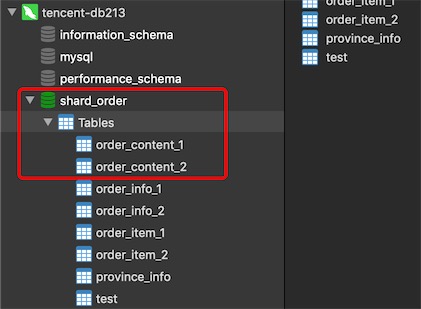 tencent-db213
information_schema
mysql
performance_schema
shard_order
Tables
order_content_1
order_content_2
order_info_1
order_info_2
order_item_1
order_item_2
province_info
test
order_item_1
order_item_2
province_info
test